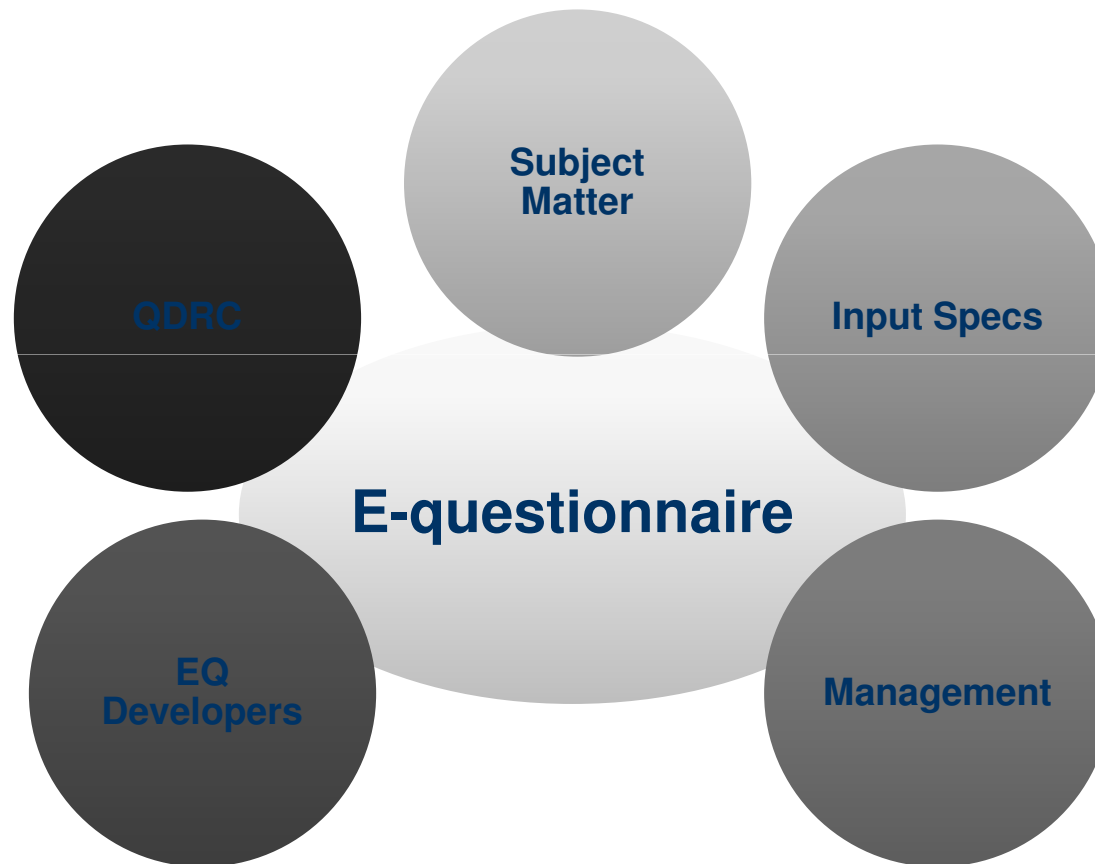 Subject
Matter
QDRC
Input Specs
E-questionnaire
EQ
Developers
Management